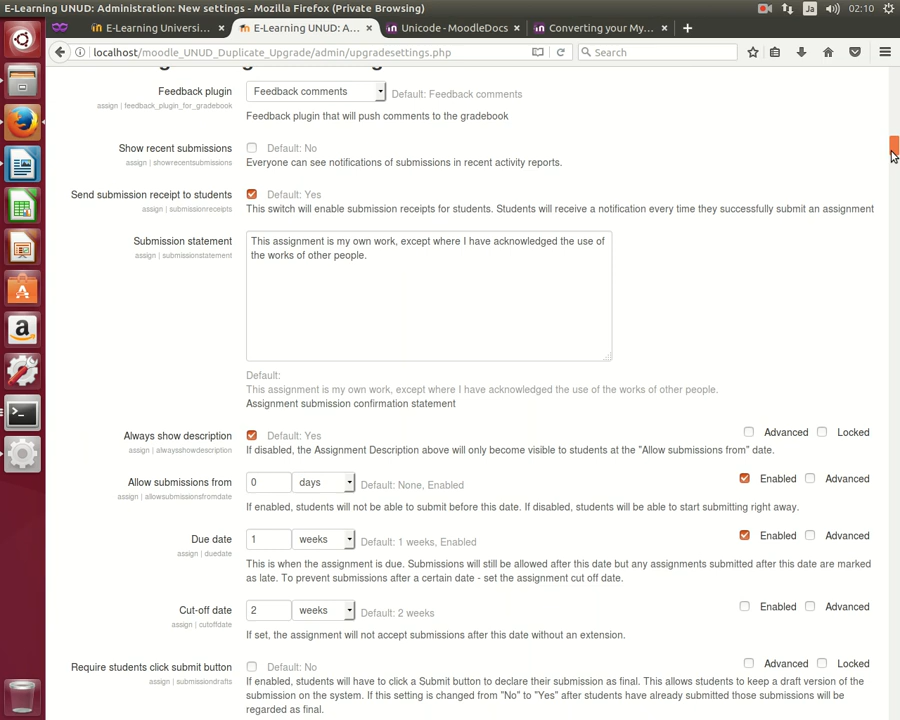 E-Learning UNUD: Administration: New settings - Mozilla Firefox (Private Browsing)
Ja
02:10
E-Learning Universi...
E-Learning UNUD: A...
Unicode - MoodleDocs
Converting your My...
localhost/moodle_UNUD_Duplicate_Upgrade/admin/upgradesettings.php
Search
Feedback plugin
assign | feedback_plugin_for_gradebook
Feedback comments
Default: Feedback comments
Feedback plugin that will push comments to the gradebook
Show recent submissions
assign | showrecentsubmissions
Default: No
Everyone can see notifications of submissions in recent activity reports.
Send submission receipt to students
assign | submissionreceipts
Default: Yes
This switch will enable submission receipts for students. Students will receive a notification every time they successfully submit an assignment
Submission statement
assign | submissionstatement
This assignment is my own work, except where I have acknowledged the use of
the works of other people.
Default:
This assignment is my own work, except where I have acknowledged the use of the works of other people.
Assignment submission confirmation statement
Always show description
assign | alwaysshowdescription
Default: Yes
Advanced
Locked
If disabled, the Assignment Description above will only become visible to students at the "Allow submissions from" date.
Allow submissions from
assign | allowsubmissionsfromdate
0
days
Default: None, Enabled
Enabled
Advanced
If enabled, students will not be able to submit before this date. If disabled, students will be able to start submitting right away.
Due date
assign | duedate
1
weeks
Default: 1 weeks, Enabled
Enabled
Advanced
This is when the assignment is due. Submissions will still be allowed after this date but any assignments submitted after this date are marked
as late. To prevent submissions after a certain date - set the assignment cut off date.
Cut-off date
assign | cutoffdate
2
weeks
Default: 2 weeks
Enabled
Advanced
If set, the assignment will not accept submissions after this date without an extension.
Require students click submit button
assign | submissiondrafts
Default: No
Advanced
Locked
If enabled, students will have to click a Submit button to declare their submission as final. This allows students to keep a draft version of the
submission on the system. If this setting is changed from "No" to "Yes" after students have already submitted those submissions will be
regarded as final.